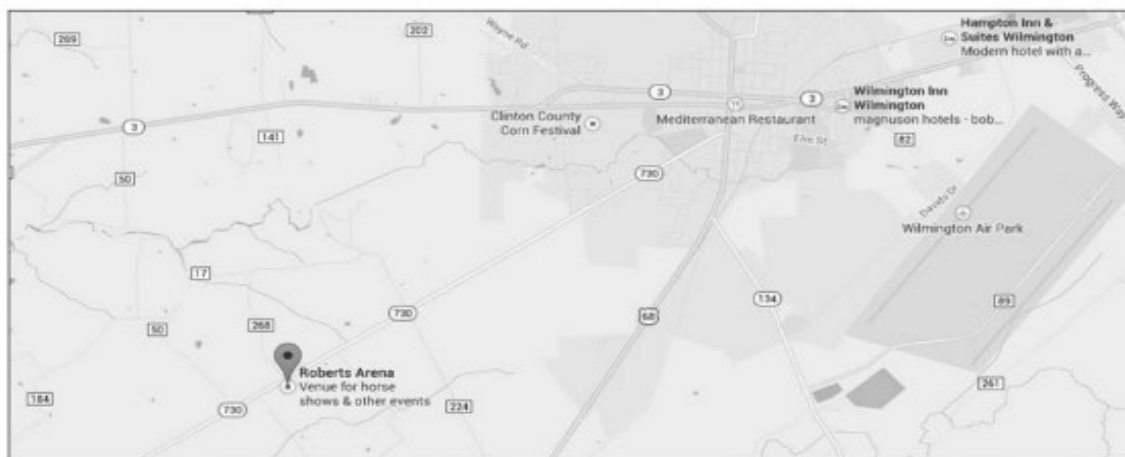 269
202
Wayne Rd
Hampton Inn &
Suites Wilmington
Modern hotel with a...
Progress Way
3
3
3
Wilmington Inn
Wilmington
magnuson hotels - bob...
Clinton County
Corn Festival
Mediterranean Restaurant
141
Elve St
82
50
730
Davids Dr
Wilmington Air Park
17
134
89
50
268
730
68
Roberts Arena
Venue for horse
shows & other events
184
730
224
261